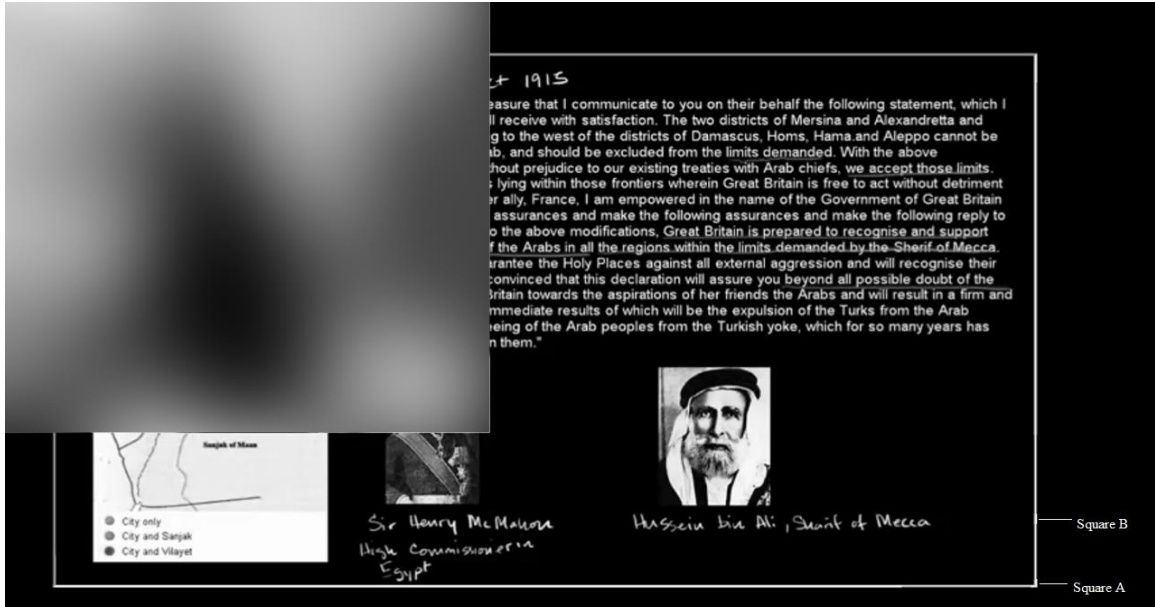 1915
easure that I communicate to you on their behalf the following statement, which I
ll receive with satisfaction. The two districts of Mersina and Alexandretta and
g to the west of the districts of Damascus, Homs, Hama.and Aleppo cannot be
ab, and should be excluded from the limits demanded. With the above
hout prejudice to our existing treaties with Arab chiefs, we accept those limits.
s lying within those frontiers wherein Great Britain is free to act without detriment
er ally, France, I am empowered in the name of the Government of Great Britain
assurances and make the following assurances and make the following reply to
o the above modifications, Great Britain is prepared to recognise and support
f the Arabs in all the regions within the limits demanded by the Sherif of Mecca.
arantee the Holy Places against all external aggression and will recognise their
convinced that this declaration will assure you beyond all possible doubt of the
Britain towards the aspirations of her friends the Arabs and will result in a firm and
mmediate results of which will be the expulsion of the Turks from the Arab
eeing of the Arab peoples from the Turkish yoke, which for so many years has
n them."
Sanjak of Maan
City only
City and Sanjak
City and Vilayet
Sir Henry McMahon
High Commissioner in
Egypt
Hussein bin Ali, Sharif of Mecca
Square B
Square A